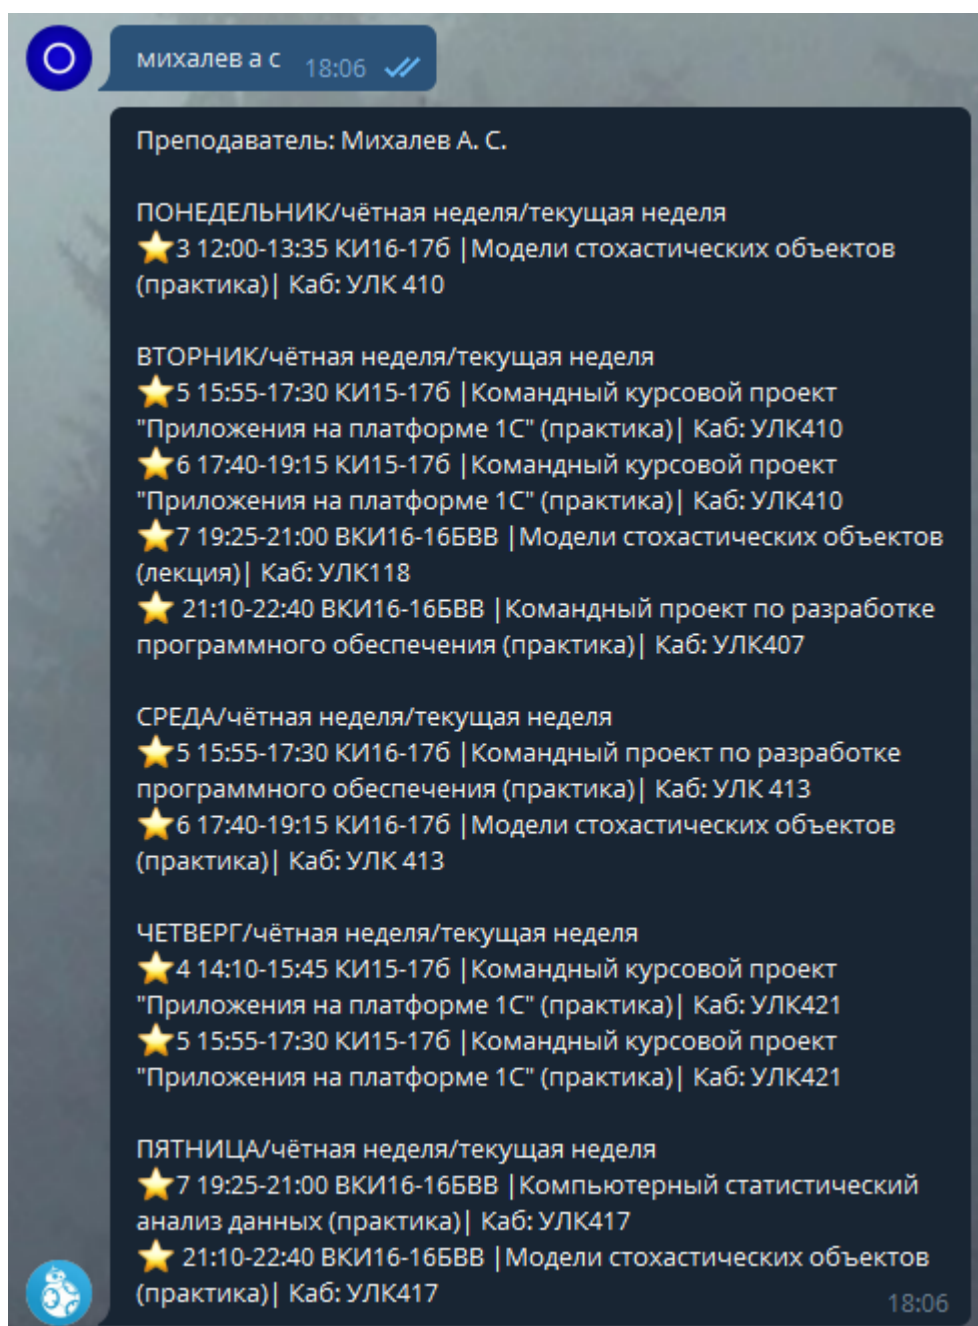 михалев а с 18:06
Преподаватель: Михалев А. С.
ПОНЕДЕЛЬНИК/чётная неделя/текущая неделя
⭐3 12:00-13:35 КИ16-17б |Модели стохастических объектов
(практика)| Каб: УЛК 410
ВТОРНИК/чётная неделя/текущая неделя
⭐5 15:55-17:30 КИ15-17б |Командный курсовой проект
"Приложения на платформе 1С" (практика)| Каб: УЛК410
⭐6 17:40-19:15 КИ15-17б |Командный курсовой проект
"Приложения на платформе 1С" (практика)| Каб: УЛК410
⭐7 19:25-21:00 ВКИ16-16БВВ |Модели стохастических объектов
(лекция)| Каб: УЛК118
⭐ 21:10-22:40 ВКИ16-16БВВ |Командный проект по разработке
программного обеспечения (практика)| Каб: УЛК407
СРЕДА/чётная неделя/текущая неделя
⭐5 15:55-17:30 КИ16-17б |Командный проект по разработке
программного обеспечения (практика)| Каб: УЛК 413
⭐6 17:40-19:15 КИ16-17б |Модели стохастических объектов
(практика)| Каб: УЛК 413
ЧЕТВЕРГ/чётная неделя/текущая неделя
⭐4 14:10-15:45 КИ15-17б |Командный курсовой проект
"Приложения на платформе 1С" (практика)| Каб: УЛК421
⭐5 15:55-17:30 КИ15-17б |Командный курсовой проект
"Приложения на платформе 1С" (практика)| Каб: УЛК421
ПЯТНИЦА/чётная неделя/текущая неделя
⭐7 19:25-21:00 ВКИ16-16БВВ |Компьютерный статистический
анализ данных (практика)| Каб: УЛК417
⭐ 21:10-22:40 ВКИ16-16БВВ |Модели стохастических объектов
(практика)| Каб: УЛК417
18:06